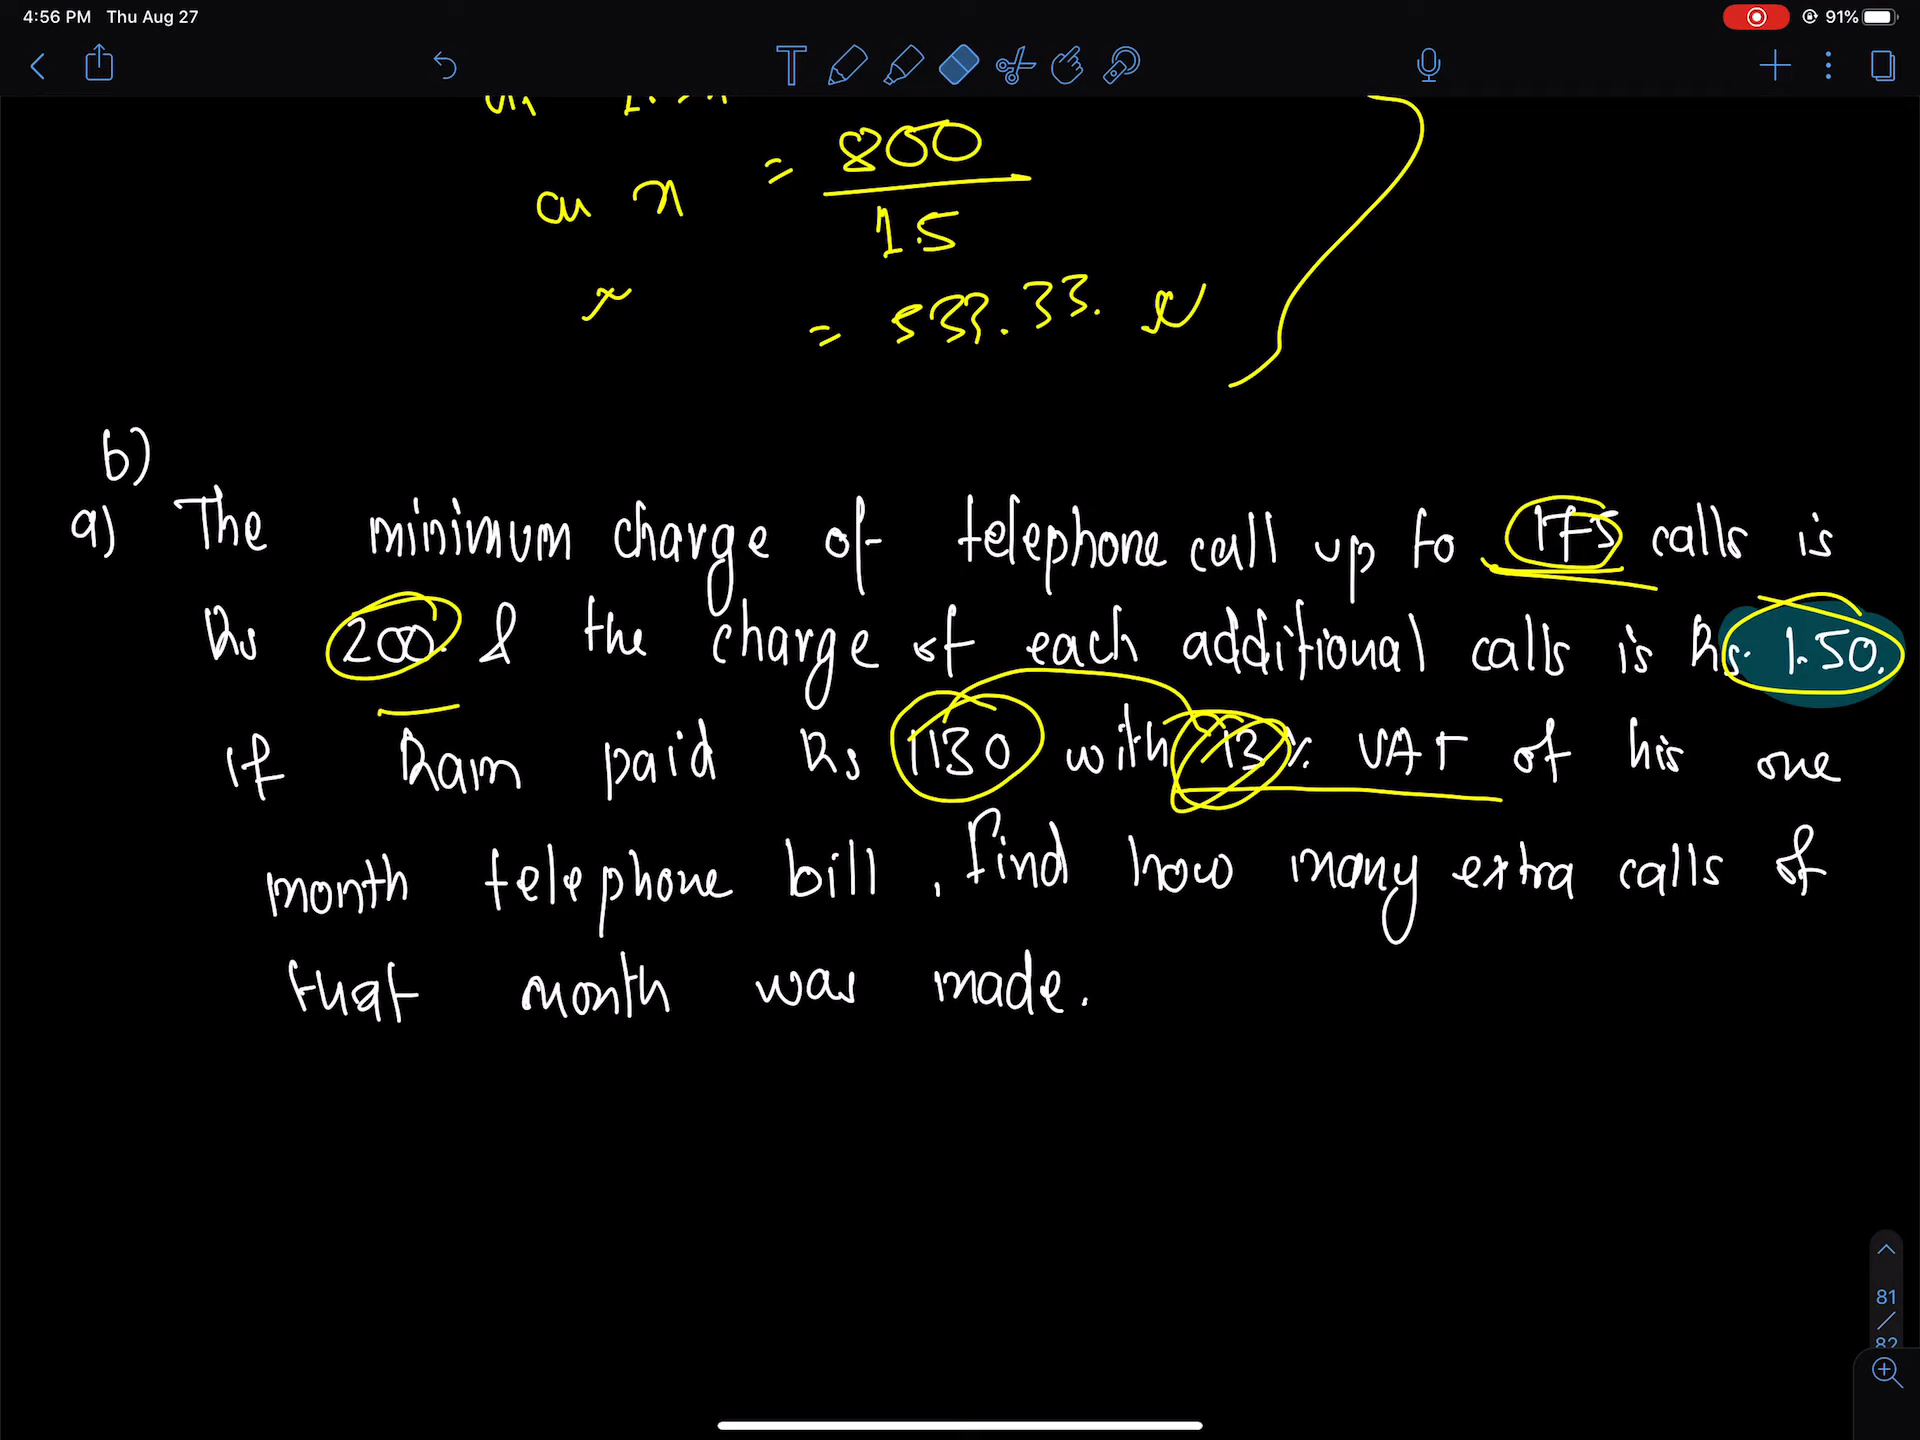 4:56 PM Thu Aug 27
91%
= 800
or x
1.5
= 533.33.
b)
a) The minimum charge of telephone call up to 175 calls is
Rs 200 & the charge of each additional calls is Rs. 1.50.
If Ram paid Rs 1130 with 13% VAT of his one
month telephone bill, find how many extra calls of
that month was made.
81
/
82